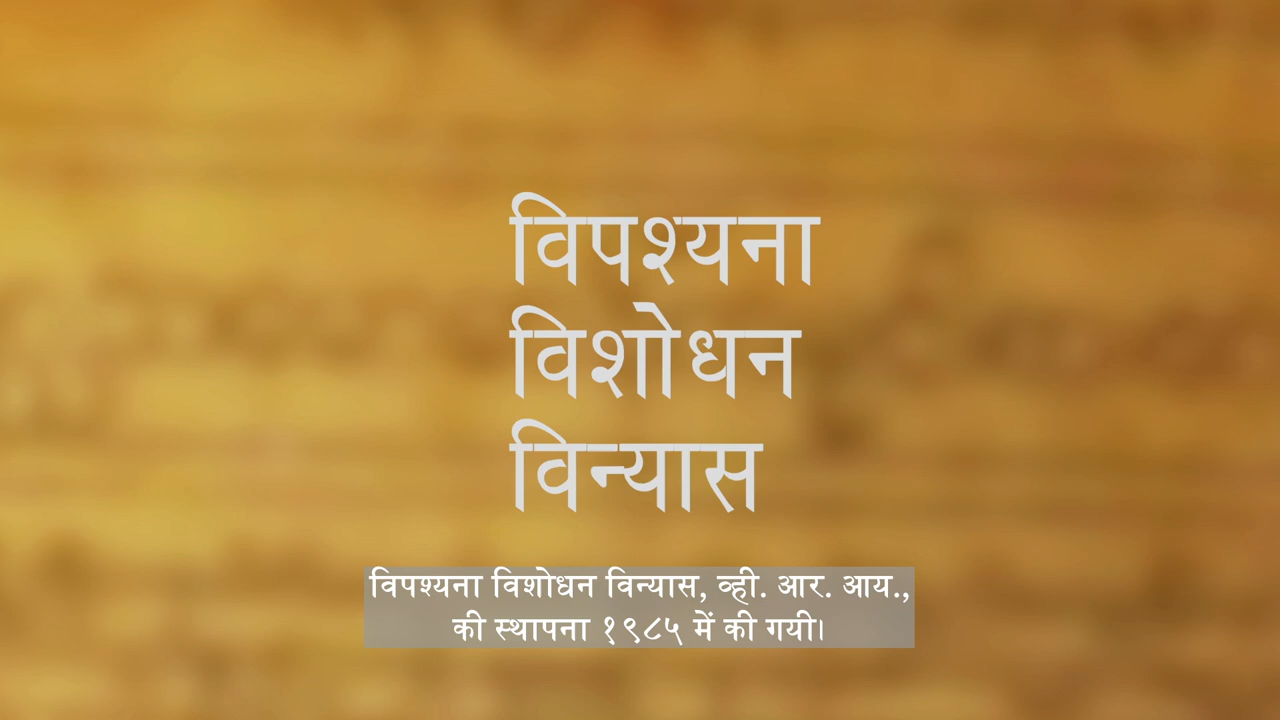 विपश्यना
विशोधन
विन्यास
विपश्यना विशोधन विन्यास, व्ही. आर. आय.,
की स्थापना १९८५ में की गयी।